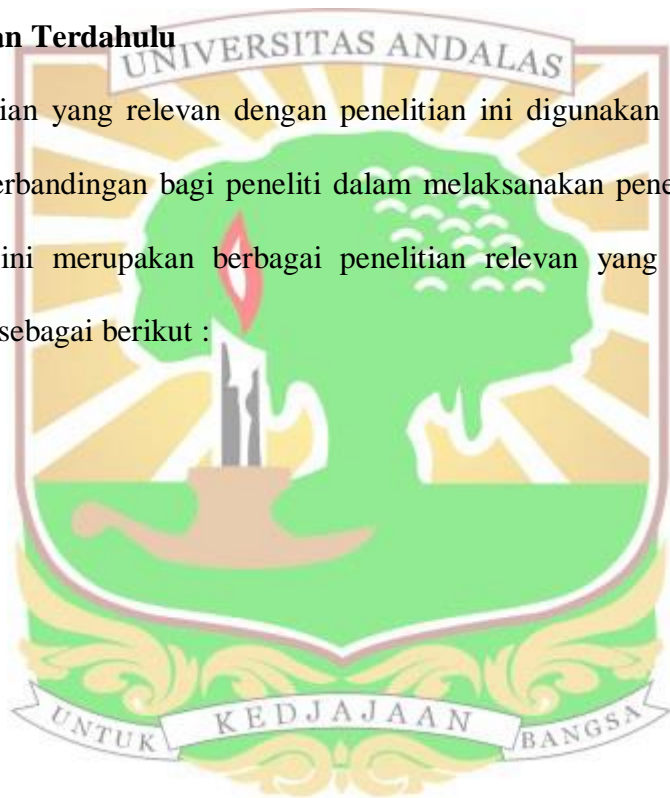 an Terdahulu
UNIVERSITAS ANDALAS
ian yang relevan dengan penelitian ini digunakan
erbandingan bagi peneliti dalam melaksanakan pene
ini merupakan berbagai penelitian relevan yang
sebagai berikut :
UNTUK KEDJAJAAN BANGSA